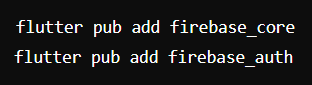 flutter pub add firebase_core
flutter pub add firebase_auth